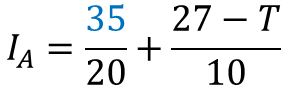 I_A = 35/20 + (27 − T)/10